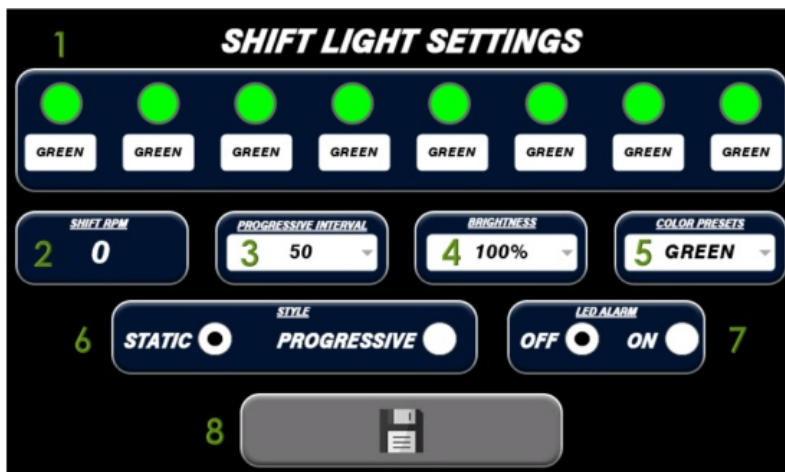 1 SHIFT LIGHT SETTINGS
GREEN GREEN GREEN GREEN GREEN GREEN GREEN GREEN
SHIFT RPM PROGRESSIVE INTERVAL BRIGHTNESS COLOR PRESETS
2 0 3 50 4 100% 5 GREEN
STYLE LED ALARM
6 STATIC PROGRESSIVE OFF ON 7
8